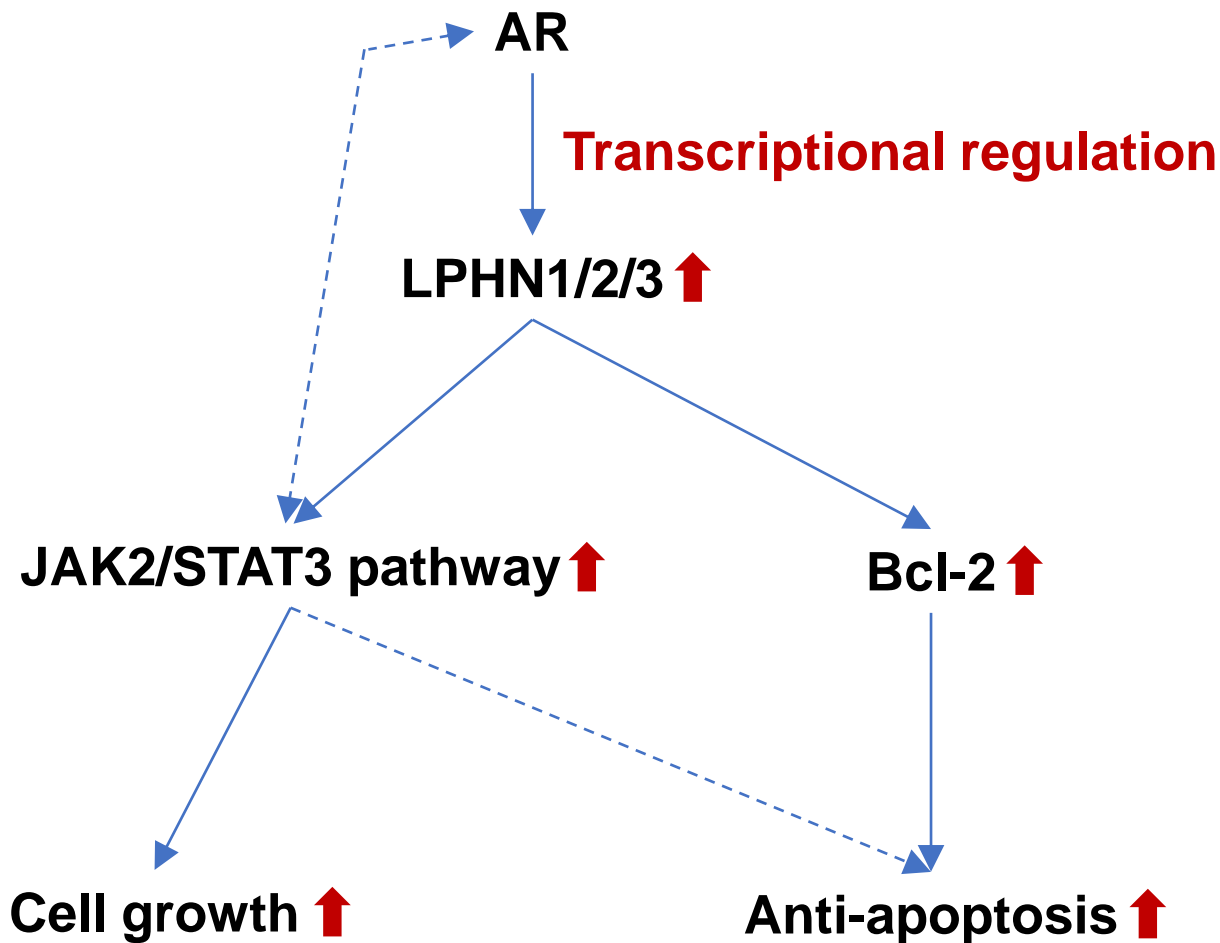 AR
Transcriptional regulation
LPHN1/2/3
JAK2/STAT3 pathway
Bcl-2
Cell growth
Anti-apoptosis